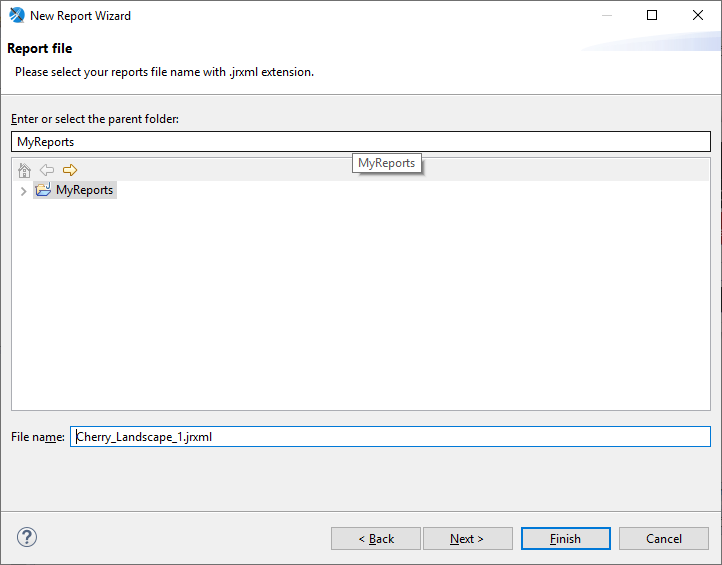 New Report Wizard
Report file
Please select your reports file name with .jrxml extension.
Enter or select the parent folder:
MyReports
MyReports
MyReports
File name: Cherry_Landscape_1.jrxml
? < Back Next > Finish Cancel